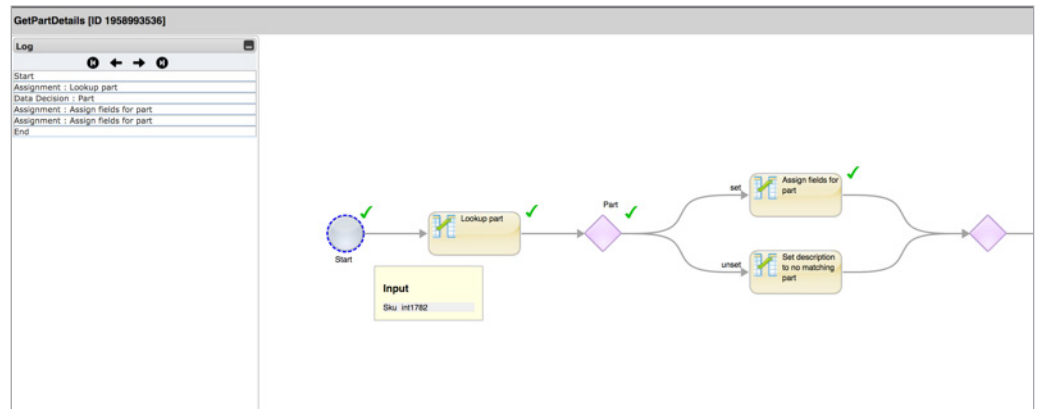 GetPartDetails [ID 1958993536]
Log
Start
Assignment : Lookup part
Data Decision : Part
Assignment : Assign fields for part
Assignment : Assign fields for part
End
Start
Lookup part
Input
Sku int1782
Part
set
Assign fields for
part
unset
Set description
to no matching
part